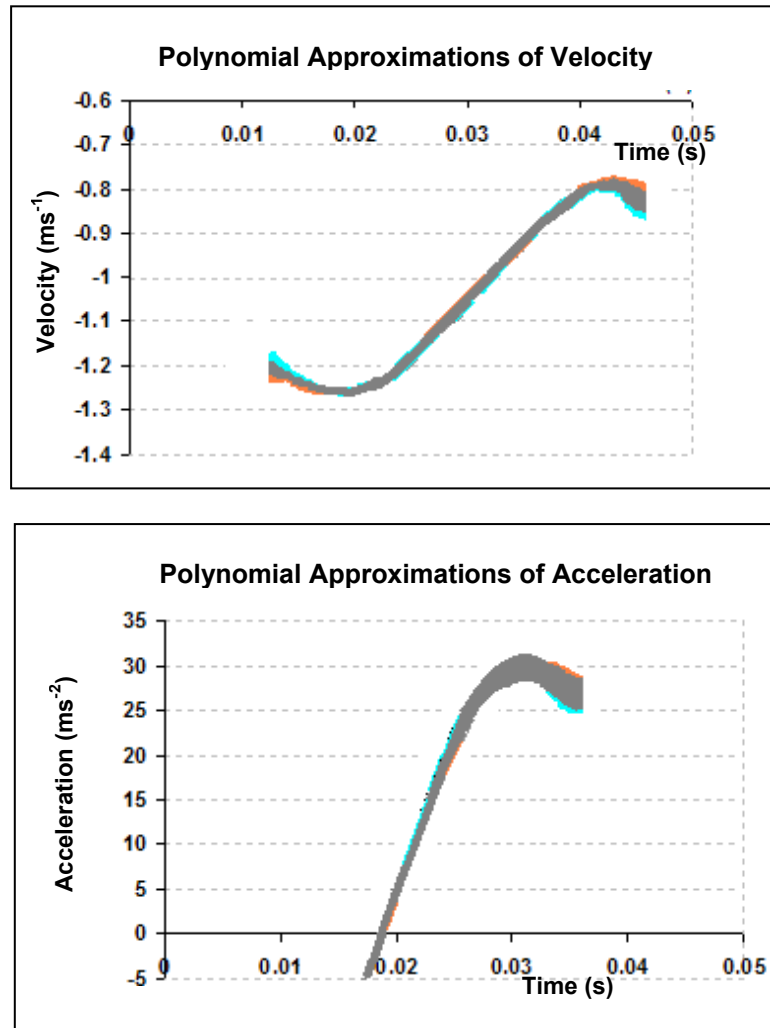 Polynomial Approximations of Velocity
-0.6
0 0.01 0.02 0.03 0.04 0.05
-0.7
Time (s)
-0.8
-0.9
-1
-1.1
-1.2
-1.3
-1.4
Velocity (ms⁻¹)
Polynomial Approximations of Acceleration
35
30
25
20
15
10
5
0
-5
0 0.01 0.02 0.03 0.04 0.05
Time (s)
Acceleration (ms⁻²)